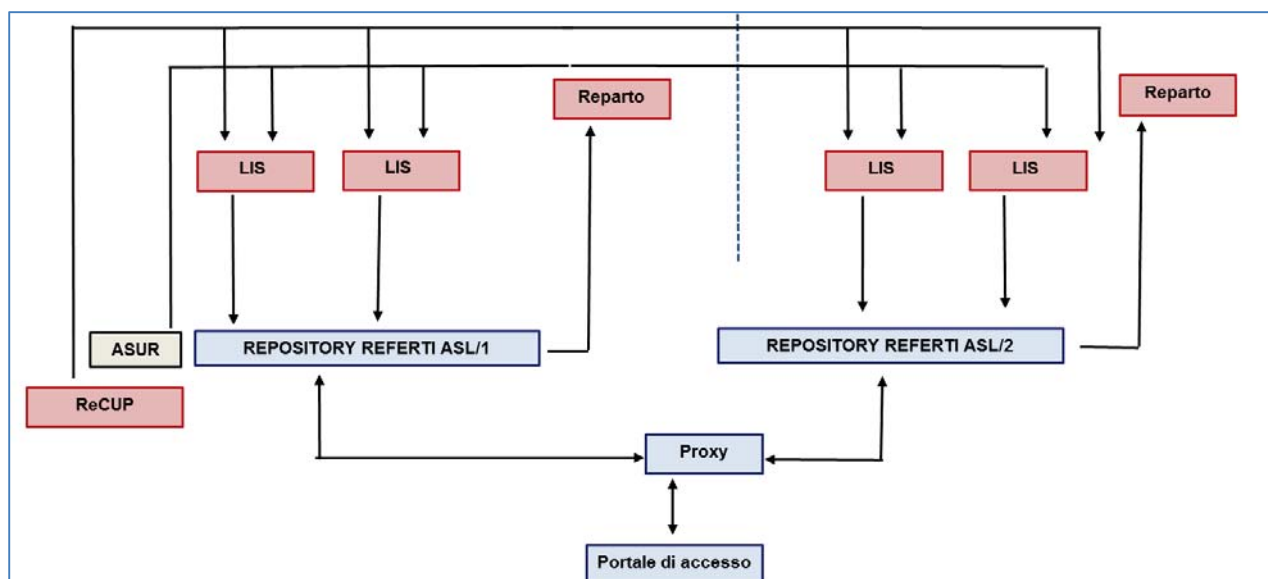 Reparto
Reparto
LIS
LIS
LIS
LIS
ASUR
REPOSITORY REFERTI ASL/1
REPOSITORY REFERTI ASL/2
ReCUP
Proxy
Portale di accesso